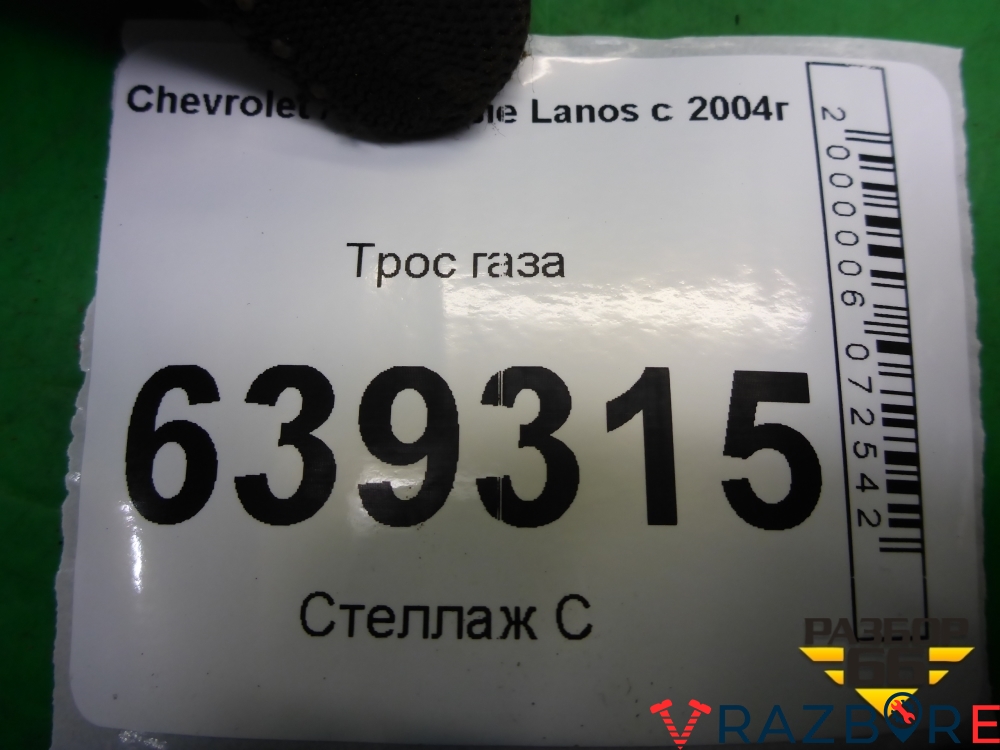 Chevrolet Lanos с 2004г
Трос газа
639315
Стеллаж С
2000006072542
РАЗБОР
66
VRAZBORE